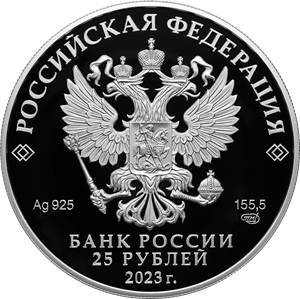 РОССИЙСКАЯ ФЕДЕРАЦИЯ
Ag 925
155,5
БАНК РОССИИ
25 РУБЛЕЙ
2023 г.